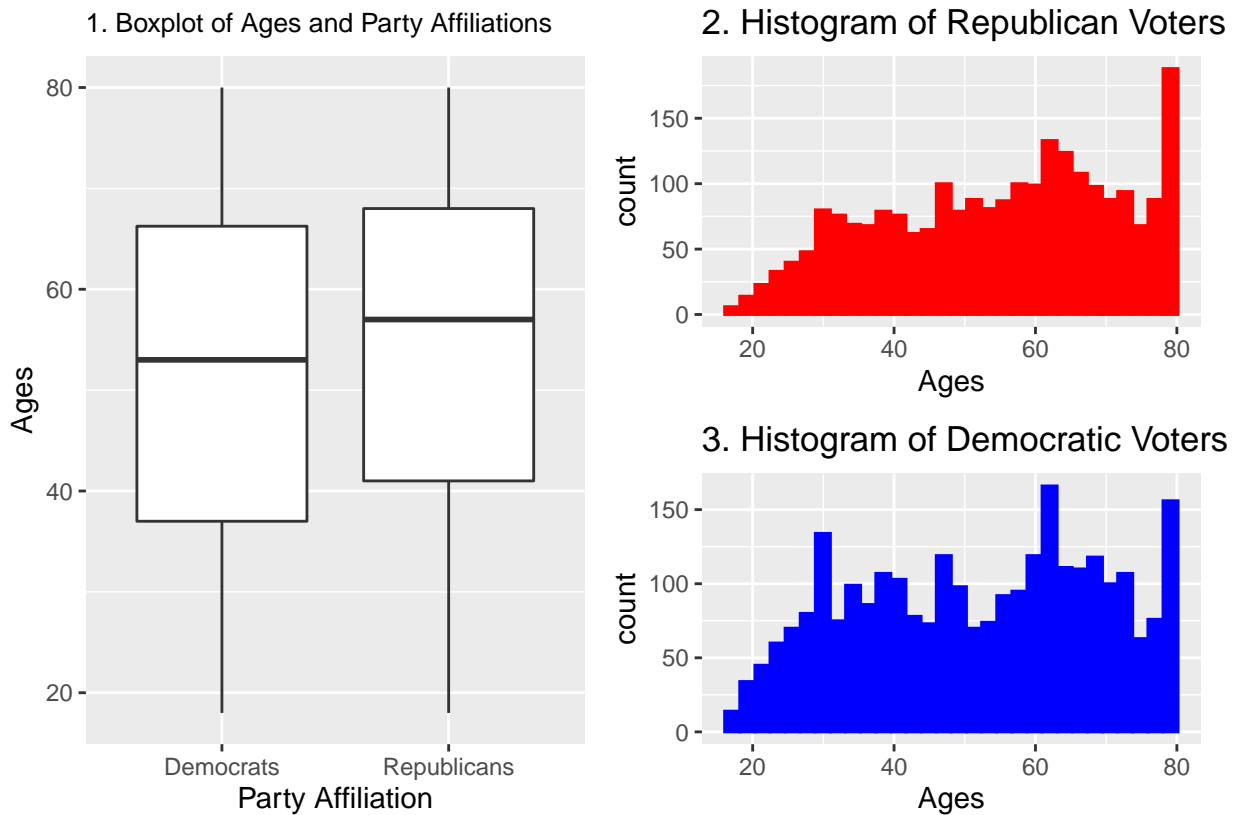 1. Boxplot of Ages and Party Affiliations
Ages
80
60
40
20
Democrats Republicans
Party Affiliation
2. Histogram of Republican Voters
count
150
100
50
0
20 40 60 80
Ages
3. Histogram of Democratic Voters
count
150
100
50
0
20 40 60 80
Ages